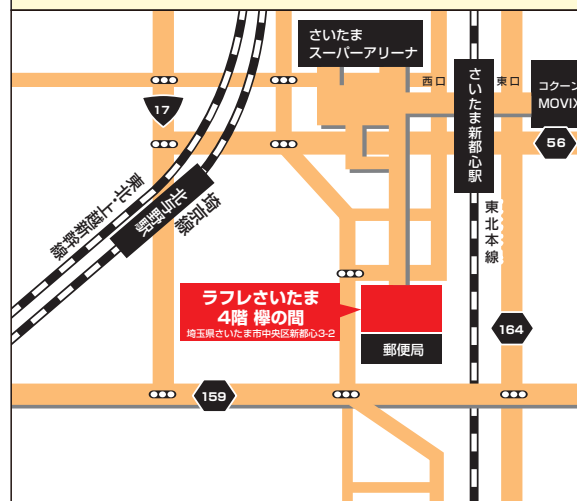 さいたま
スーパーアリーナ
西口
東口
さいたま新都心駅
コクーン
MOVIX
17
56
北与野駅
埼京線
東北・上越新幹線
東北本線
ラフレさいたま
4階 欅の間
埼玉県さいたま市中央区新都心3-2
郵便局
164
159